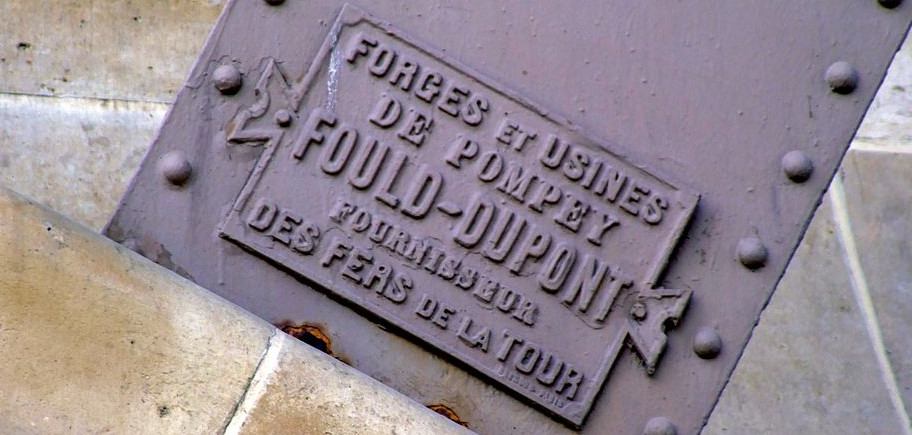 FORGES ET USINES
DE POMPEY
FOULD-DUPONT
FOURNISSEUR
DES FERS DE LA TOUR